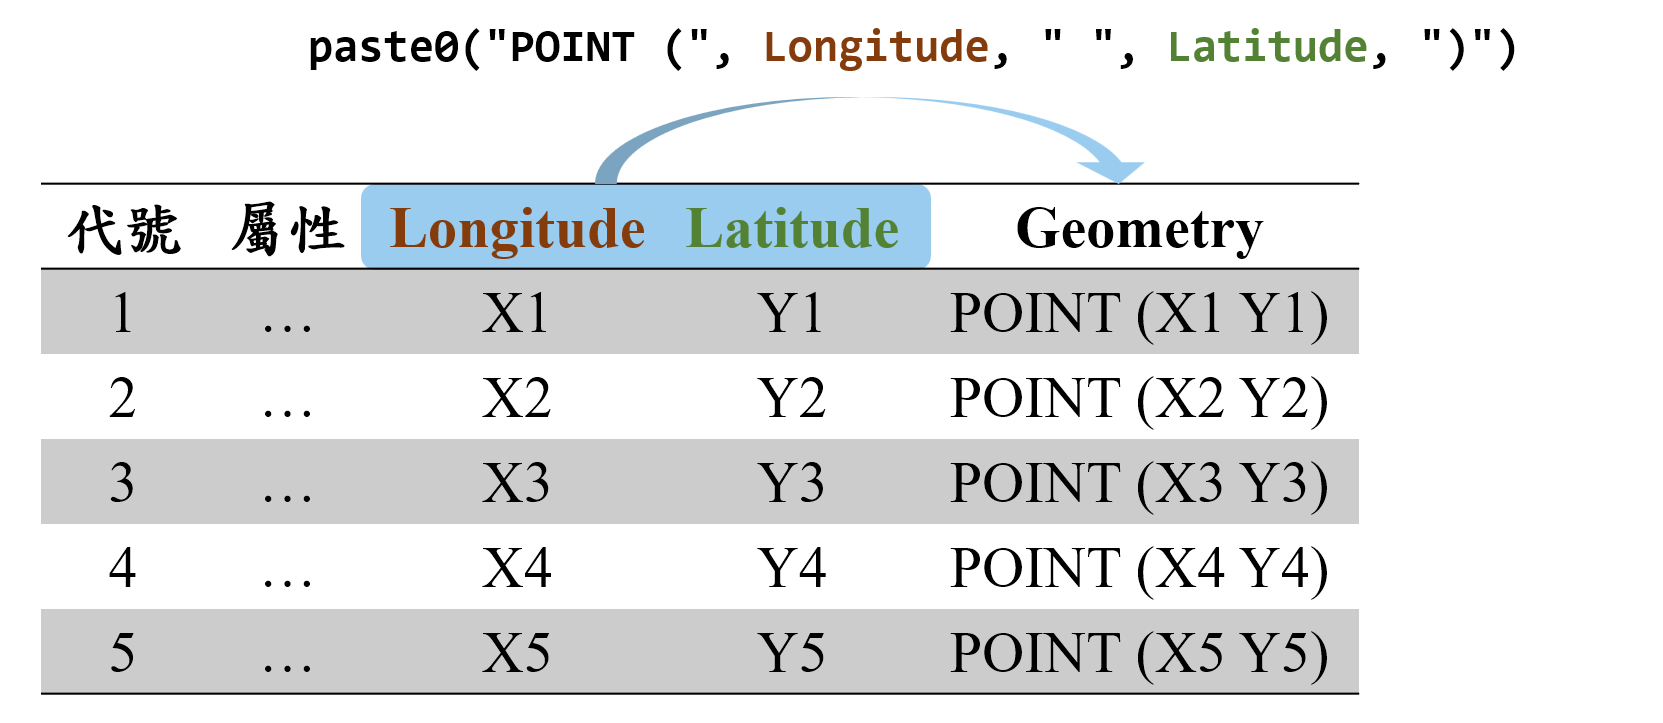 paste0("POINT (", Longitude, " ", Latitude, ")")
代號 屬性 Longitude Latitude Geometry
1 … X1 Y1 POINT (X1 Y1)
2 … X2 Y2 POINT (X2 Y2)
3 … X3 Y3 POINT (X3 Y3)
4 … X4 Y4 POINT (X4 Y4)
5 … X5 Y5 POINT (X5 Y5)